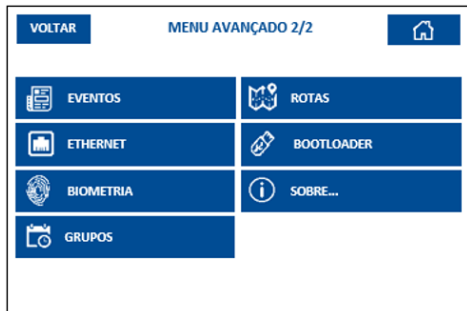 VOLTAR
MENU AVANÇADO 2/2
EVENTOS
ROTAS
ETHERNET
BOOTLOADER
BIOMETRIA
SOBRE...
GRUPOS